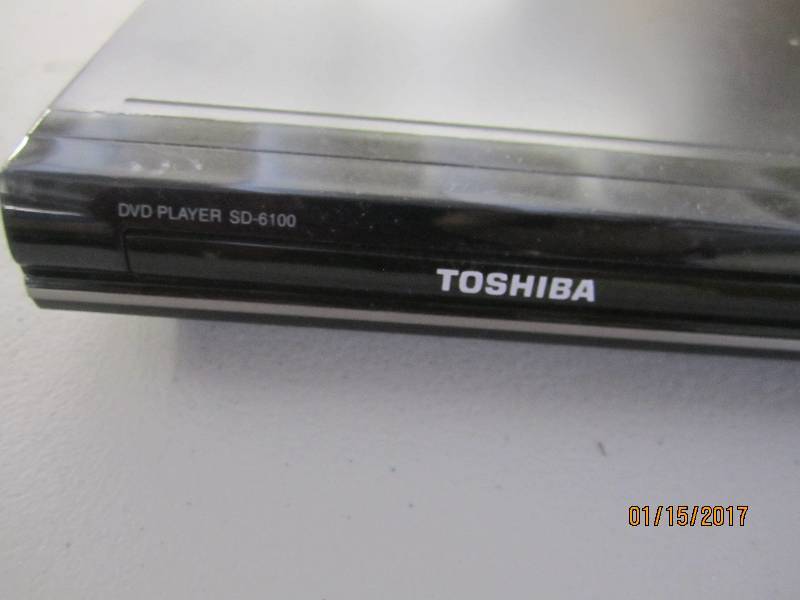 DVD PLAYER SD-6100
TOSHIBA
01/15/2017